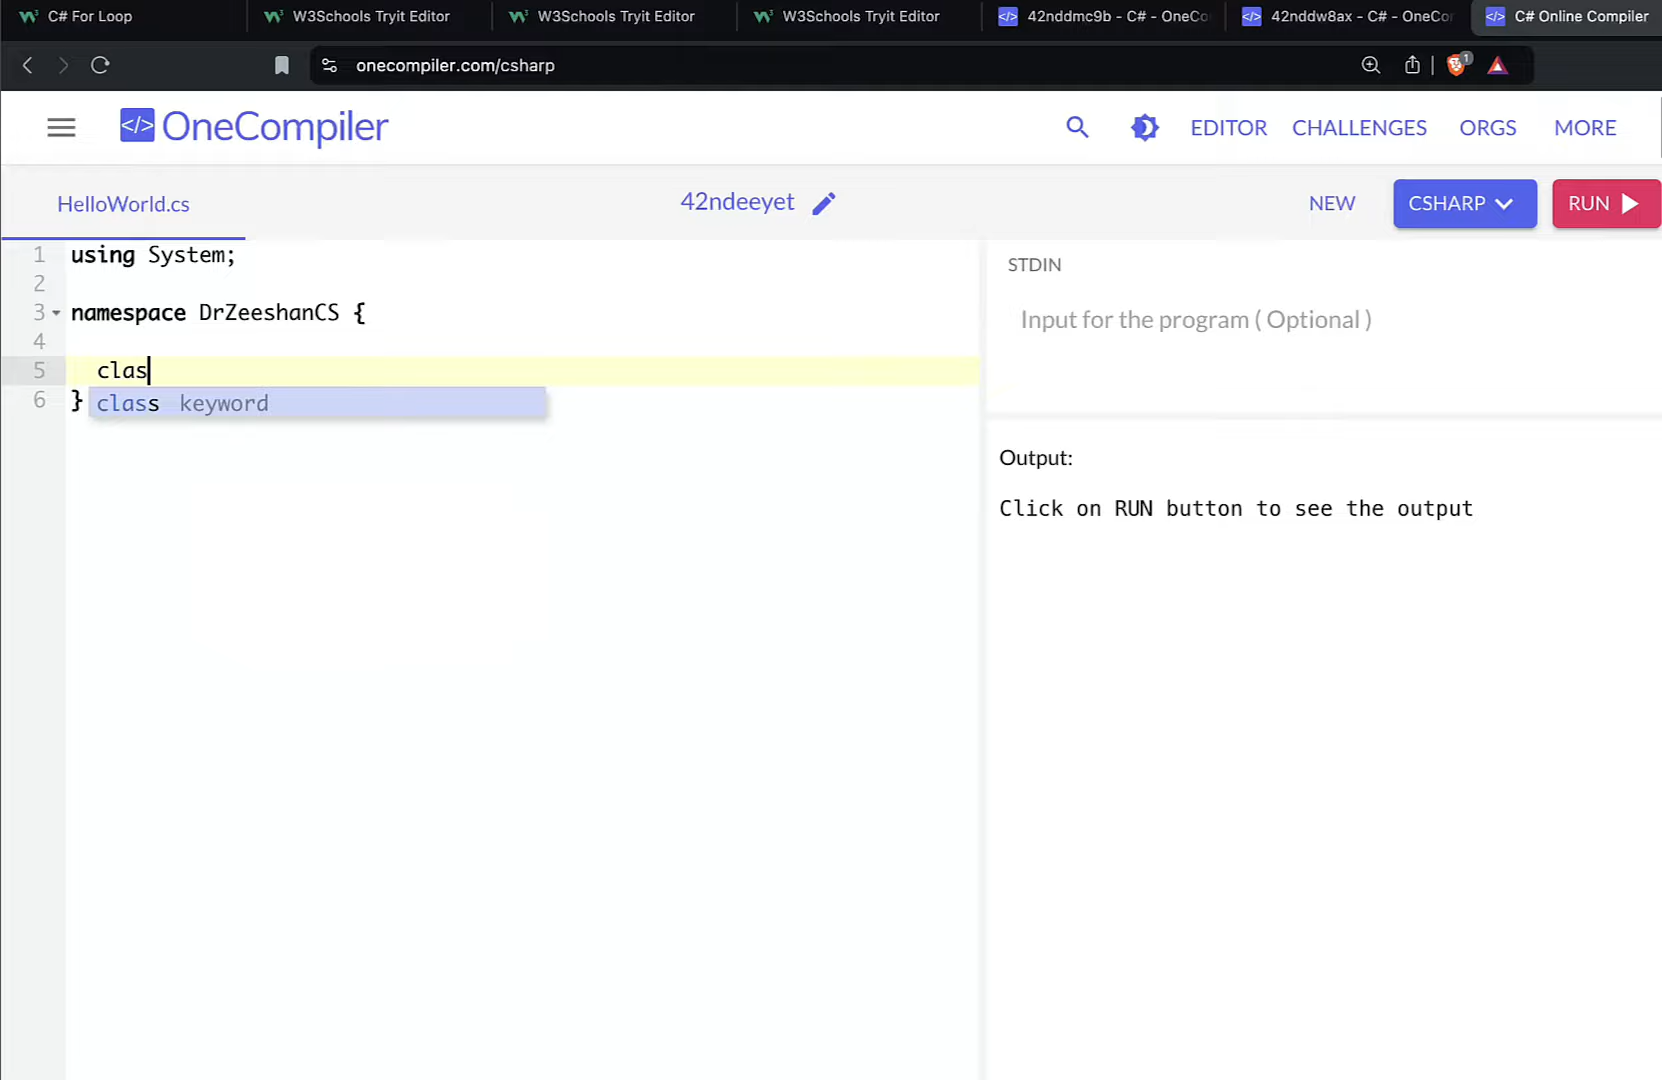 C# For Loop
W3Schools Tryit Editor
W3Schools Tryit Editor
W3Schools Tryit Editor
42nddmc9b - C# - OneCo
42nddw8ax - C# - OneCo
C# Online Compiler
onecompiler.com/csharp
1
</> OneCompiler
EDITOR
CHALLENGES
ORGS
MORE
HelloWorld.cs
42ndeeyet
NEW
CSHARP
RUN
1 using System;
2
3 namespace DrZeeshanCS {
4
5 clas
6 }
class keyword
STDIN
Input for the program ( Optional )
Output:
Click on RUN button to see the output